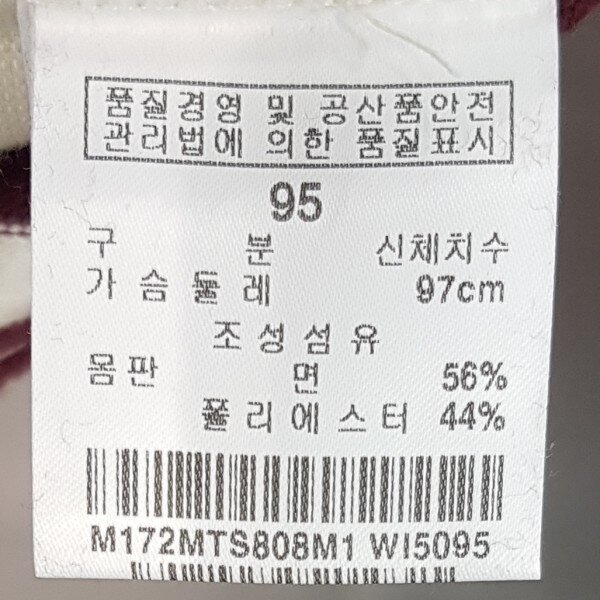 품질경영 및 공산품안전
관리법에 의한 품질표시
95
구 분 신체치수
가슴둘레 97cm
조성섬유
몸판 면 56%
폴리에스터 44%
M172MTS808M1 WI5095